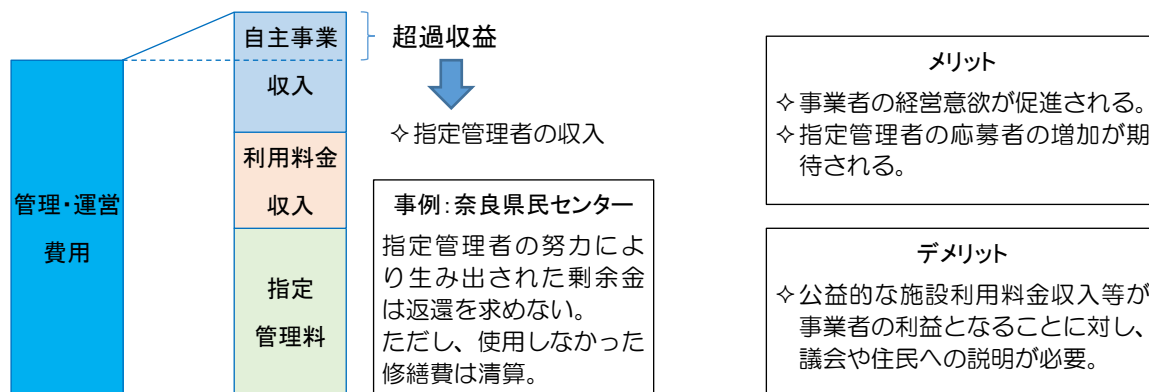 管理・運営
費用
自主事業
収入
利用料金
収入
指定
管理料
超過収益
✧指定管理者の収入
事例：奈良県民センター
指定管理者の努力によ
り生み出された剰余金
は返還を求めない。
ただし、使用しなかった
修繕費は清算。
メリット
✧事業者の経営意欲が促進される。
✧指定管理者の応募者の増加が期
待される。
デメリット
✧公益的な施設利用料金収入等が
事業者の利益となることに対し、
議会や住民への説明が必要。